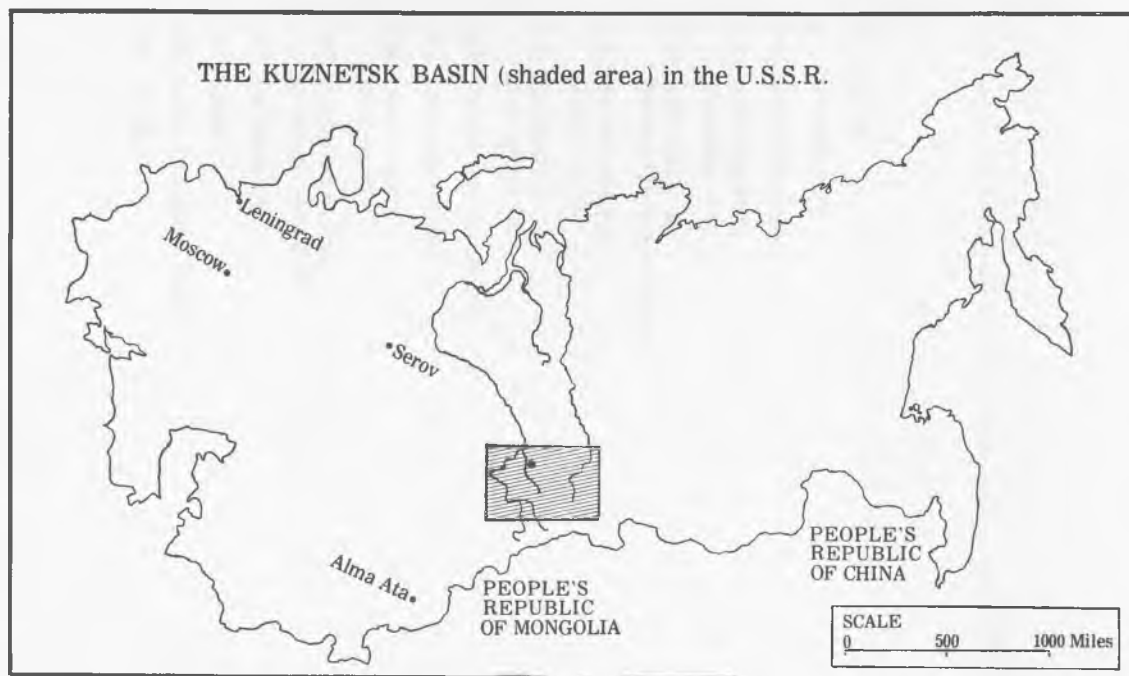 THE KUZNETSK BASIN (shaded area) in the U.S.S.R.
Leningrad
Moscow
Serov
Alma Ata
PEOPLE'S
REPUBLIC
OF MONGOLIA
PEOPLE'S
REPUBLIC
OF CHINA
SCALE
0 500 1000 Miles